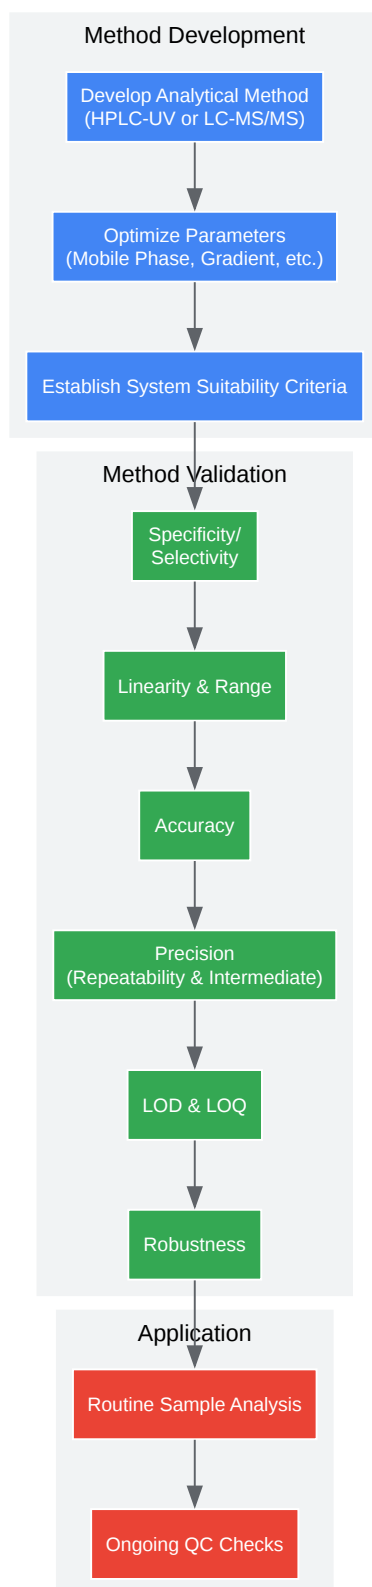 Method Development
Develop Analytical Method
(HPLC-UV or LC-MS/MS)
Optimize Parameters
(Mobile Phase, Gradient, etc.)
Establish System Suitability Criteria
Method Validation
Specificity/
Selectivity
Linearity & Range
Accuracy
Precision
(Repeatability & Intermediate)
LOD & LOQ
Robustness
Application
Routine Sample Analysis
Ongoing QC Checks